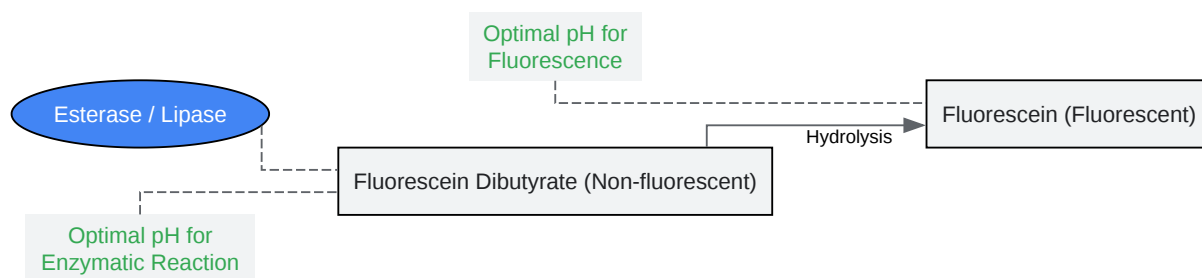 Optimal pH for
Fluorescence
Esterase / Lipase
Fluorescein (Fluorescent)
Hydrolysis
Fluorescein Dibutyrate (Non-fluorescent)
Optimal pH for
Enzymatic Reaction